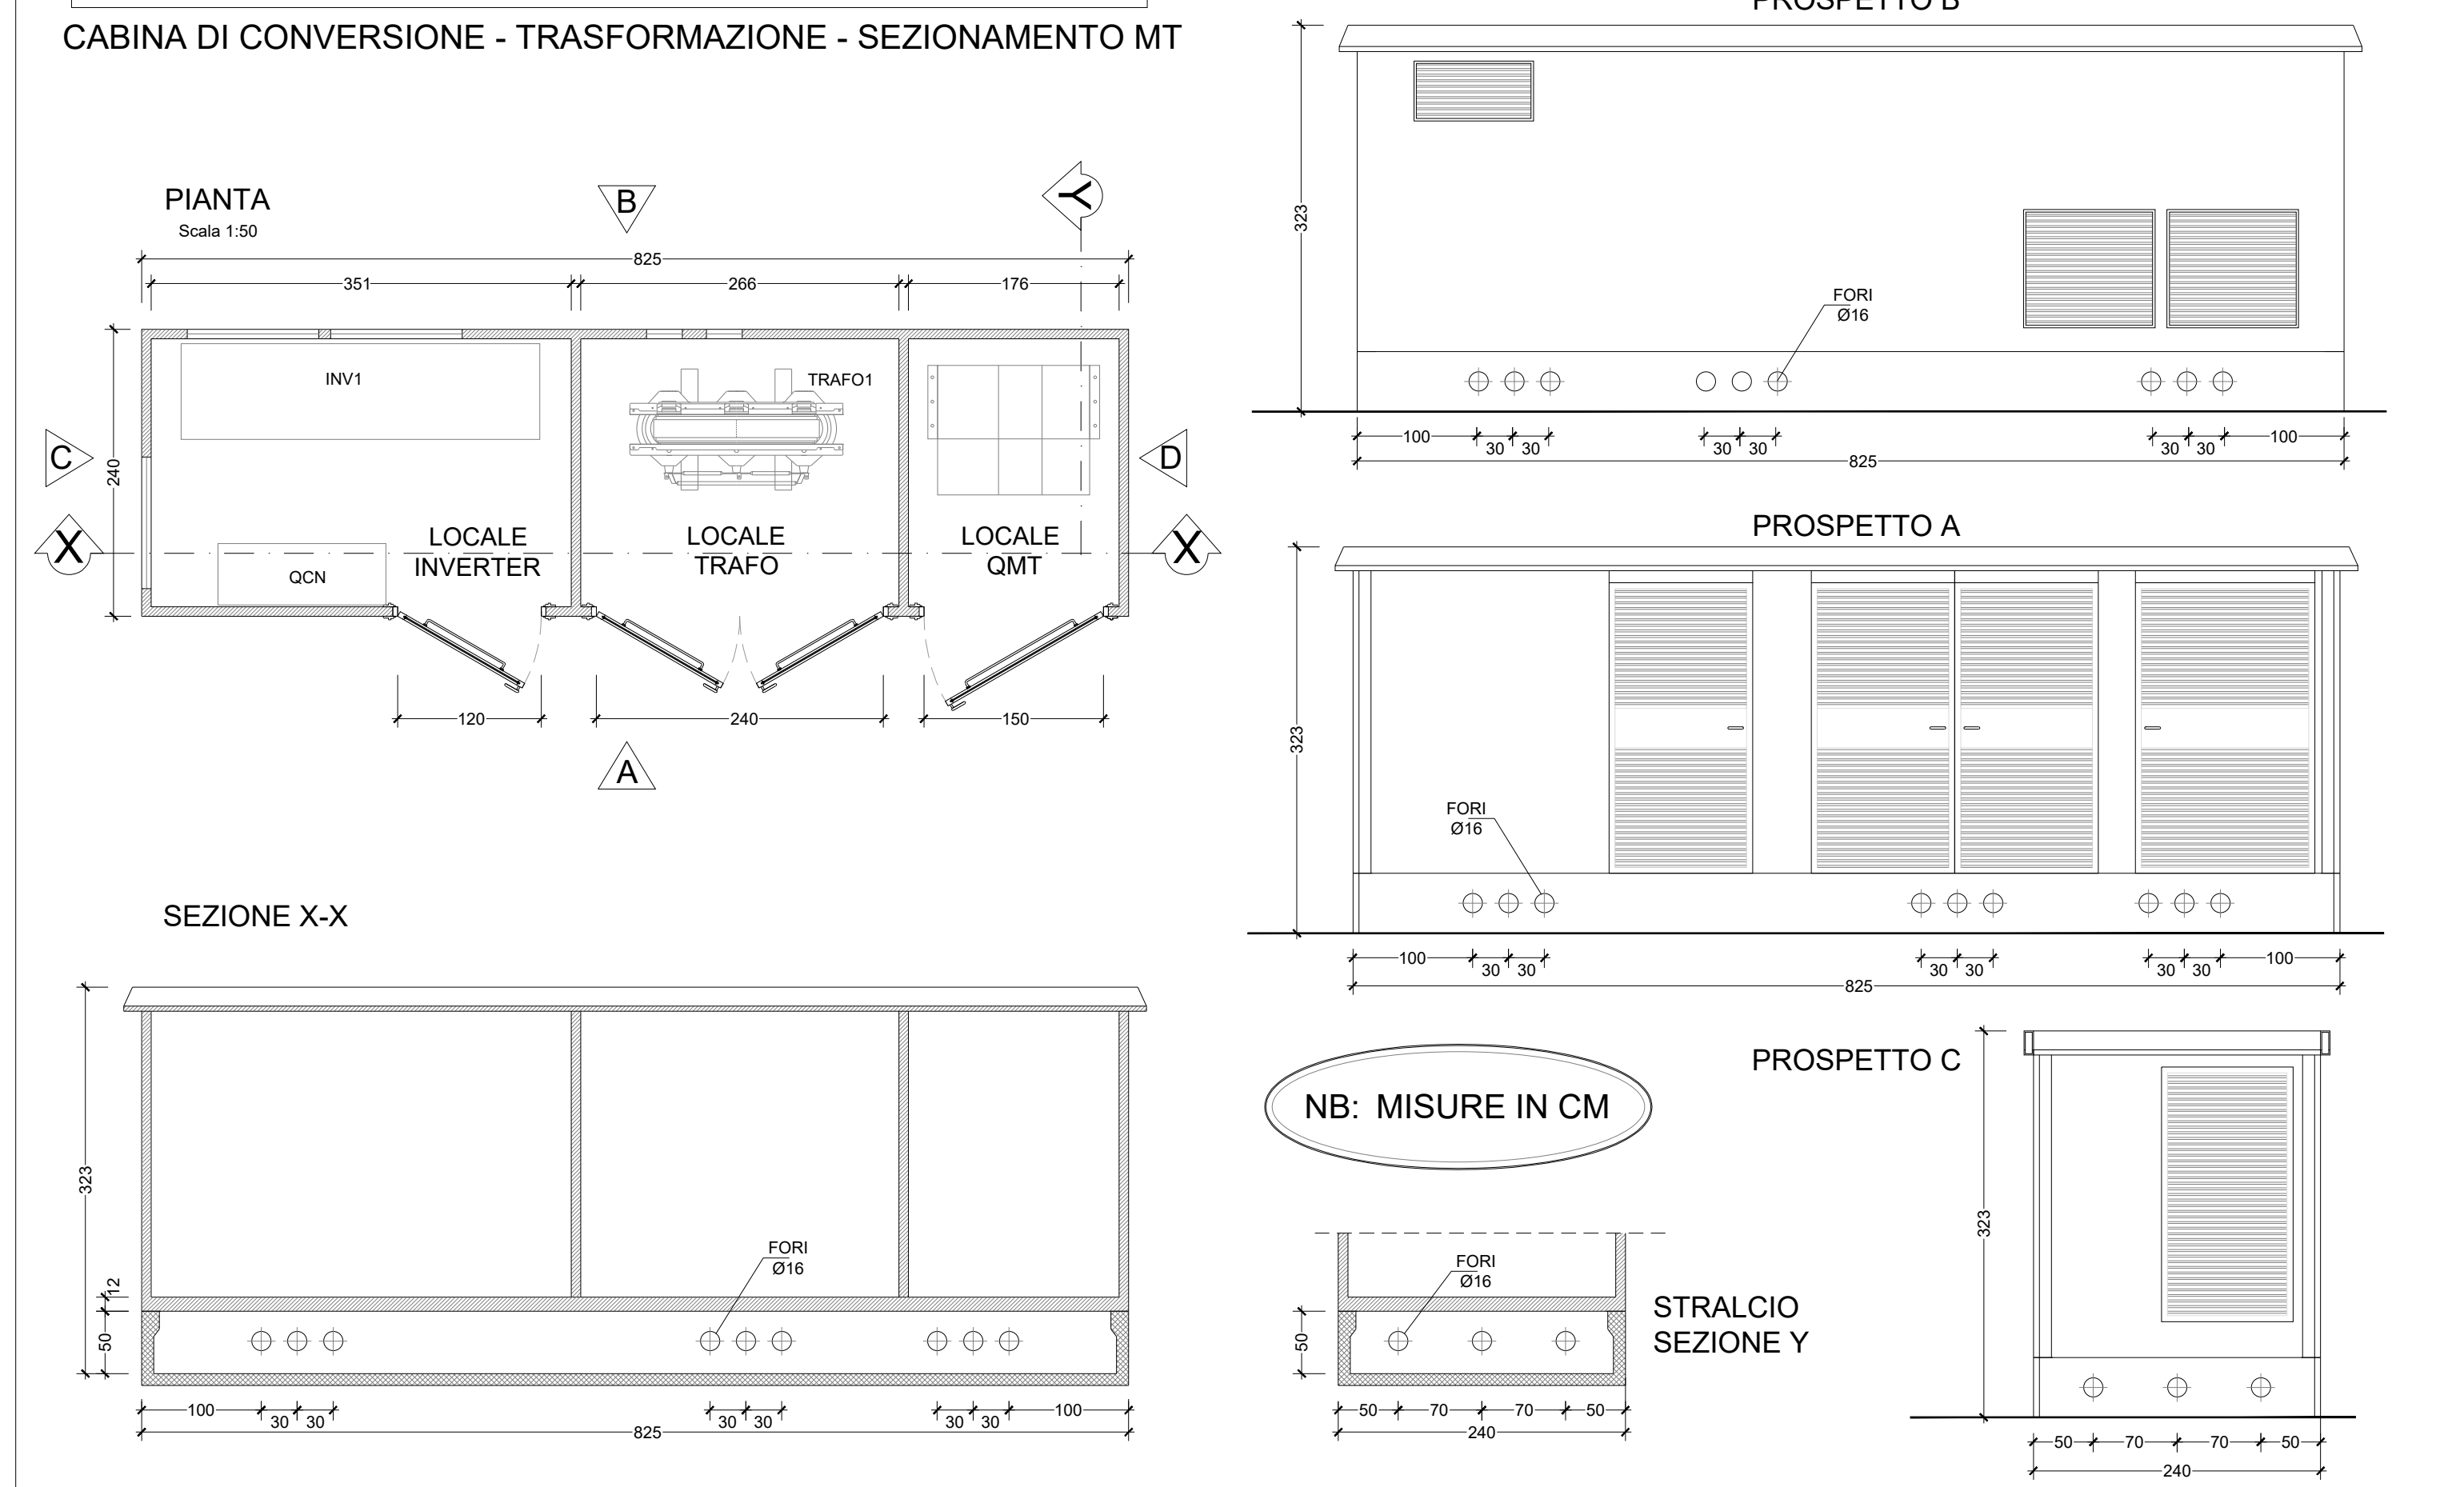 PROSPETTO B
CABINA DI CONVERSIONE - TRASFORMAZIONE - SEZIONAMENTO MT
PIANTA
Scala 1:50
B
Y
825
351
266
176
INV1
TRAFO1
C
D
240
X
X
LOCALE
INVERTER
LOCALE
TRAFO
LOCALE
QMT
QCN
120
240
150
A
323
FORI
Ø16
100
30
30
30
30
30
30
100
825
PROSPETTO A
323
FORI
Ø16
100
30
30
30
30
30
30
100
825
SEZIONE X-X
323
12
50
FORI
Ø16
100
30
30
30
30
30
30
100
825
NB: MISURE IN CM
FORI
Ø16
50
STRALCIO
SEZIONE Y
50
70
70
50
240
PROSPETTO C
323
50
70
70
50
240